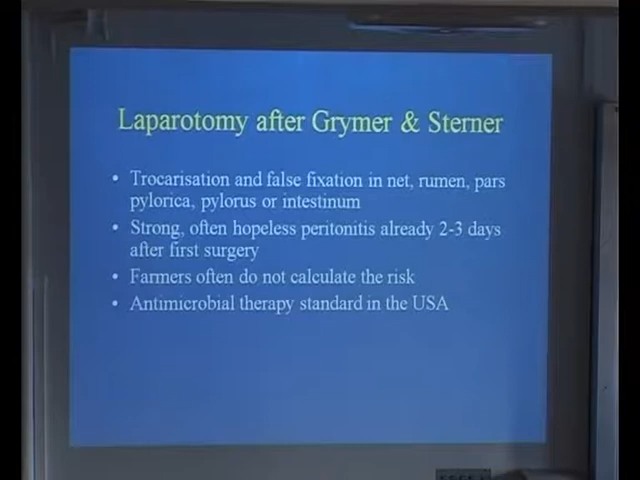 Laparotomy after Grymer & Sterner
• Trocarisation and false fixation in net, rumen, pars
pylorica, pylorus or intestinum
• Strong, often hopeless peritonitis already 2-3 days
after first surgery
• Farmers often do not calculate the risk
• Antimicrobial therapy standard in the USA